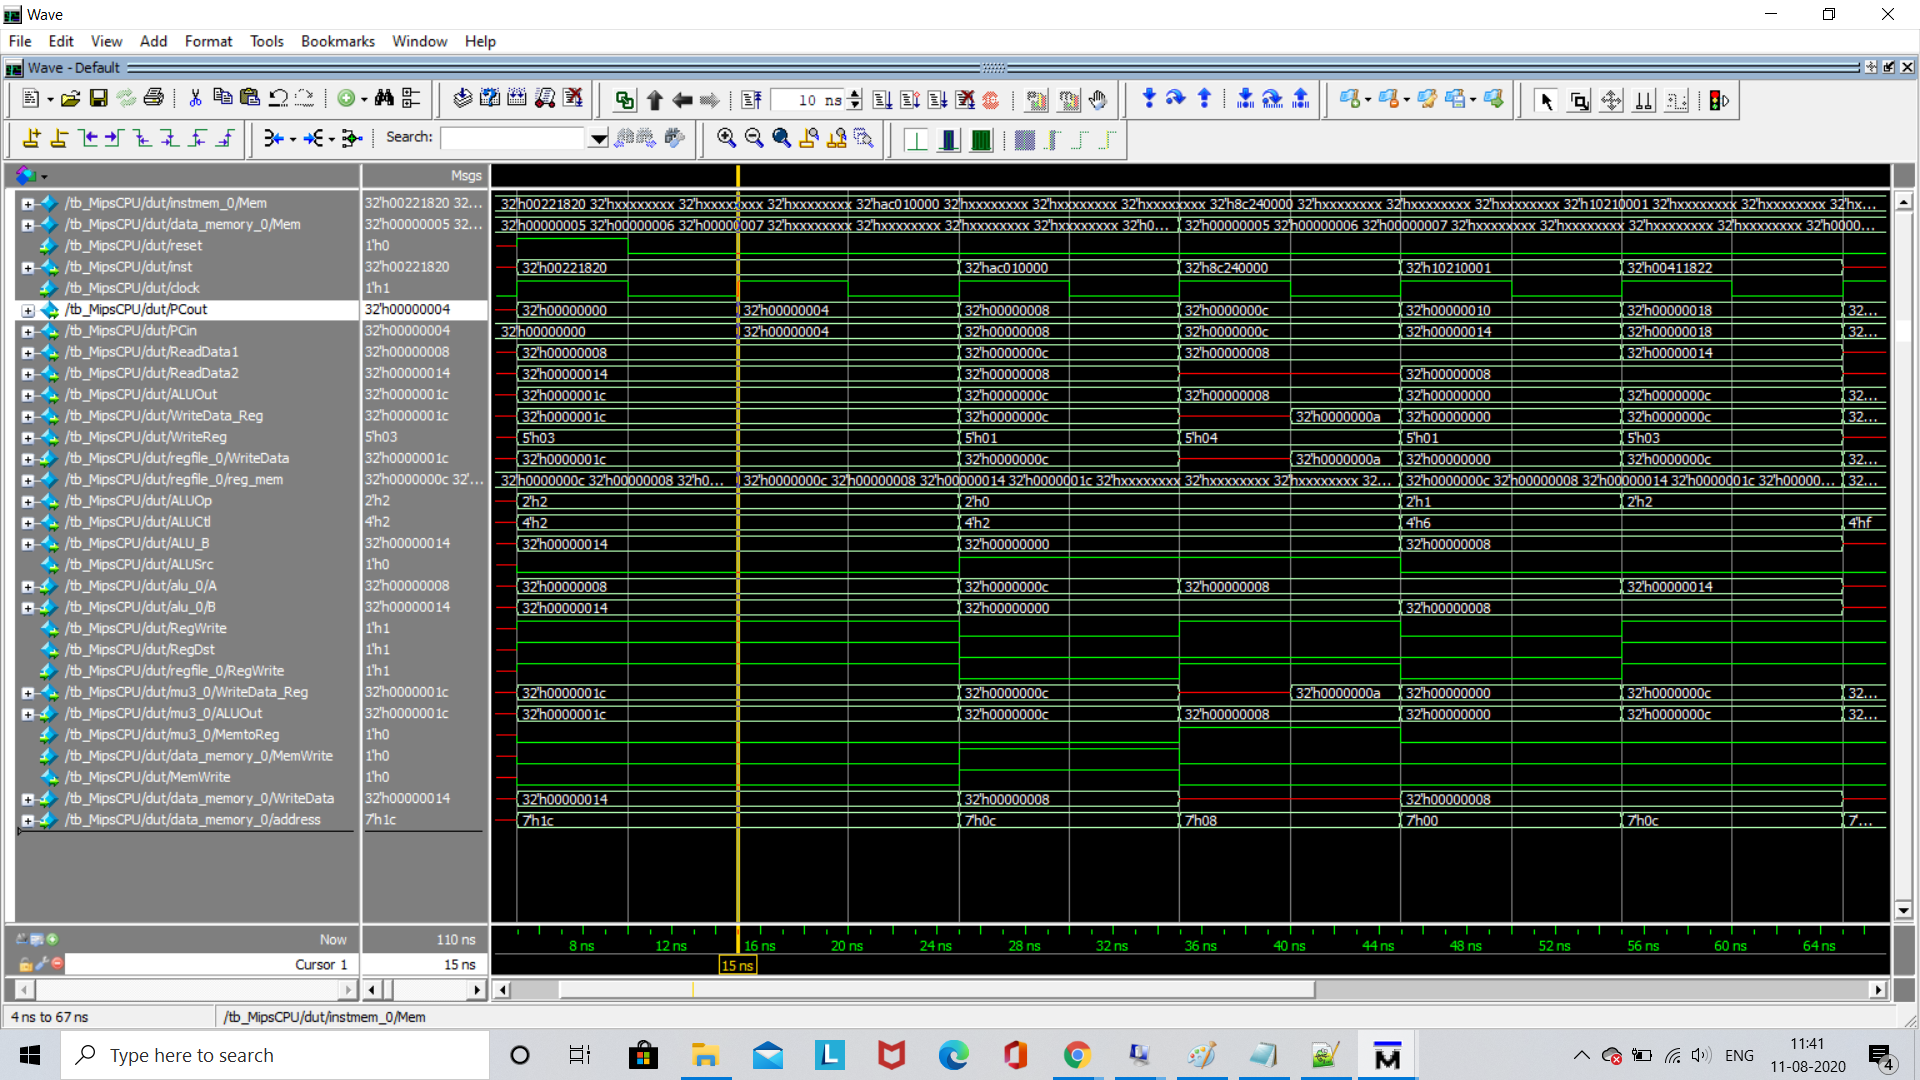 Wave
File Edit View Add Format Tools Bookmarks Window Help
Wave - Default
10 ns
Search:
Msgs
/tb_MipsCPU/dut/instmem_0/Mem 32'h00221820 32'... 32'h00221820 32'hxxxxxxxx 32'hxxxxxxxx 32'hxxxxxxxx 32'hac010000 32'hxxxxxxxx 32'hxxxxxxxx 32'hxxxxxxxx 32'h8c240000 32'hxxxxxxxx 32'hxxxxxxxx 32'hxxxxxxxx 32'h10210001 32'hxxxxxxxx 32'hxxxxxxxx 32'hx...
/tb_MipsCPU/dut/data_memory_0/Mem 32'h00000005 32'... 32'h00000005 32'h00000006 32'h00000007 32'hxxxxxxxx 32'hxxxxxxxx 32'hxxxxxxxx 32'hxxxxxxxx 32'h0... 32'h00000005 32'h00000006 32'h00000007 32'hxxxxxxxx 32'hxxxxxxxx 32'hxxxxxxxx 32'hxxxxxxxx 32'h0000...
/tb_MipsCPU/dut/reset 1'h0
/tb_MipsCPU/dut/inst 32'h00221820 32'h00221820 32'hac010000 32'h8c240000 32'h10210001 32'h00411822
/tb_MipsCPU/dut/clock 1'h1
/tb_MipsCPU/dut/PCout 32'h00000004 32'h00000000 32'h00000004 32'h00000008 32'h0000000c 32'h00000010 32'h00000018 32'...
/tb_MipsCPU/dut/PCin 32'h00000004 32'h00000000 32'h00000004 32'h00000008 32'h0000000c 32'h00000014 32'h00000018 32'...
/tb_MipsCPU/dut/ReadData1 32'h00000008 32'h00000008 32'h0000000c 32'h00000008 32'h00000014
/tb_MipsCPU/dut/ReadData2 32'h00000014 32'h00000014 32'h00000008 32'h00000008
/tb_MipsCPU/dut/ALUOut 32'h0000001c 32'h0000001c 32'h0000000c 32'h00000008 32'h00000000 32'h0000000c 32'...
/tb_MipsCPU/dut/WriteData_Reg 32'h0000001c 32'h0000001c 32'h0000000c 32'h0000000a 32'h00000000 32'h0000000c 32'...
/tb_MipsCPU/dut/WriteReg 5'h03 5'h03 5'h01 5'h04 5'h01 5'h03
/tb_MipsCPU/dut/regfile_0/WriteData 32'h0000001c 32'h0000001c 32'h0000000c 32'h0000000a 32'h00000000 32'h0000000c 32'...
/tb_MipsCPU/dut/regfile_0/reg_mem 32'h0000000c 32'... 32'h0000000c 32'h00000008 32'h0... 32'h0000000c 32'h00000008 32'h00000014 32'h0000001c 32'hxxxxxxxx 32'hxxxxxxxx 32'hxxxxxxxx 32'... 32'h0000000c 32'h00000008 32'h00000014 32'h0000001c 32'h00000... 32'...
/tb_MipsCPU/dut/ALUOp 2'h2 2'h2 2'h0 2'h1 2'h2
/tb_MipsCPU/dut/ALUCtl 4'h2 4'h2 4'h2 4'h6 4'hf
/tb_MipsCPU/dut/ALU_B 32'h00000014 32'h00000014 32'h00000000 32'h00000008
/tb_MipsCPU/dut/ALUSrc 1'h0
/tb_MipsCPU/dut/alu_0/A 32'h00000008 32'h00000008 32'h0000000c 32'h00000008 32'h00000014
/tb_MipsCPU/dut/alu_0/B 32'h00000014 32'h00000014 32'h00000000 32'h00000008
/tb_MipsCPU/dut/RegWrite 1'h1
/tb_MipsCPU/dut/RegDst 1'h1
/tb_MipsCPU/dut/regfile_0/RegWrite 1'h1
/tb_MipsCPU/dut/mu3_0/WriteData_Reg 32'h0000001c 32'h0000001c 32'h0000000c 32'h0000000a 32'h00000000 32'h0000000c 32'...
/tb_MipsCPU/dut/mu3_0/ALUOut 32'h0000001c 32'h0000001c 32'h0000000c 32'h00000008 32'h00000000 32'h0000000c 32'...
/tb_MipsCPU/dut/mu3_0/MemtoReg 1'h0
/tb_MipsCPU/dut/data_memory_0/MemWrite 1'h0
/tb_MipsCPU/dut/MemWrite 1'h0
/tb_MipsCPU/dut/data_memory_0/WriteData 32'h00000014 32'h00000014 32'h00000008 32'h00000008
/tb_MipsCPU/dut/data_memory_0/address 7'h1c 7'h1c 7'h0c 7'h08 7'h00 7'h0c 7'...
Now 110 ns 8 ns 12 ns 16 ns 20 ns 24 ns 28 ns 32 ns 36 ns 40 ns 44 ns 48 ns 52 ns 56 ns 60 ns 64 ns
Cursor 1 15 ns 15 ns
4 ns to 67 ns /tb_MipsCPU/dut/instmem_0/Mem
Type here to search ENG 11:41
11-08-2020 4